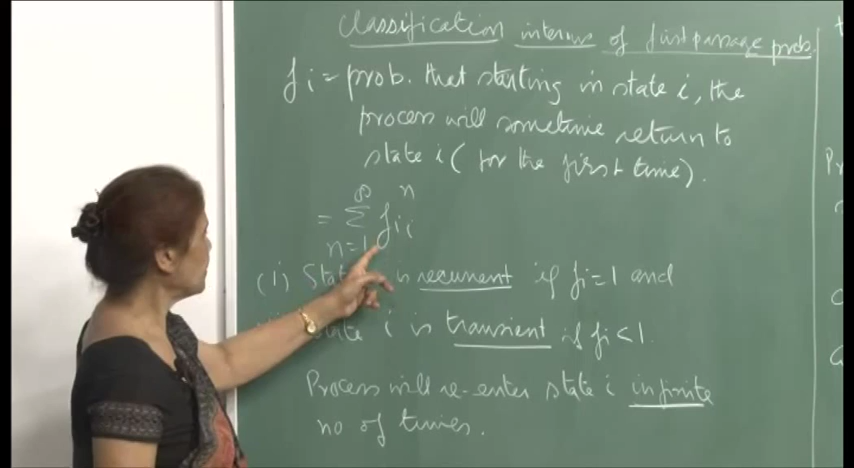 Classification interms of first passage prob.
fi = prob. that starting in state i, the
process will sometime return to
state i (for the first time).
= ∑ n=1 ∞ fii n
(i) State i is recurrent if fi = 1 and
State i is transient if fi < 1.
Process will re-enter state i infinite
no of times.